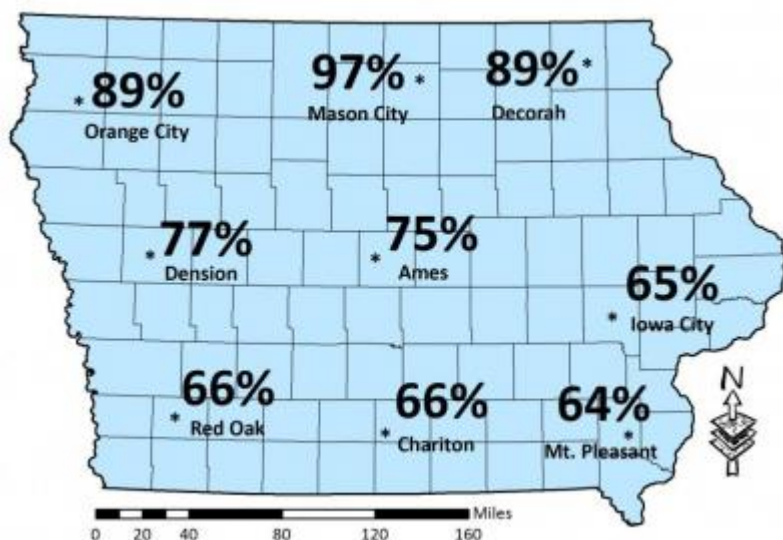 89%
Orange City
97%
Mason City
89%
Decorah
77%
Dension
75%
Ames
65%
Iowa City
66%
Red Oak
66%
Chariton
64%
Mt. Pleasant
N
Miles
0 20 40 80 120 160